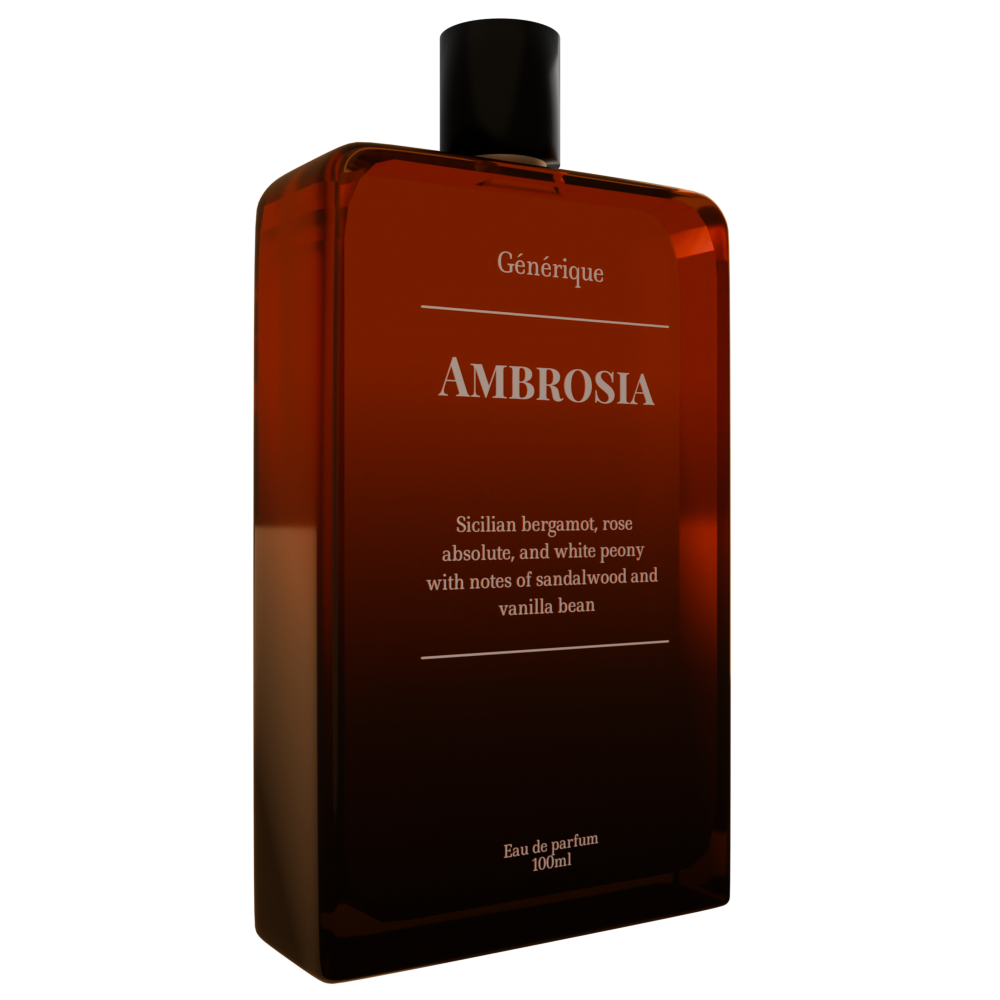 Générique
AMBROSIA
Sicilian bergamot, rose
absolute, and white peony
with notes of sandalwood and
vanilla bean
Eau de parfum
100ml